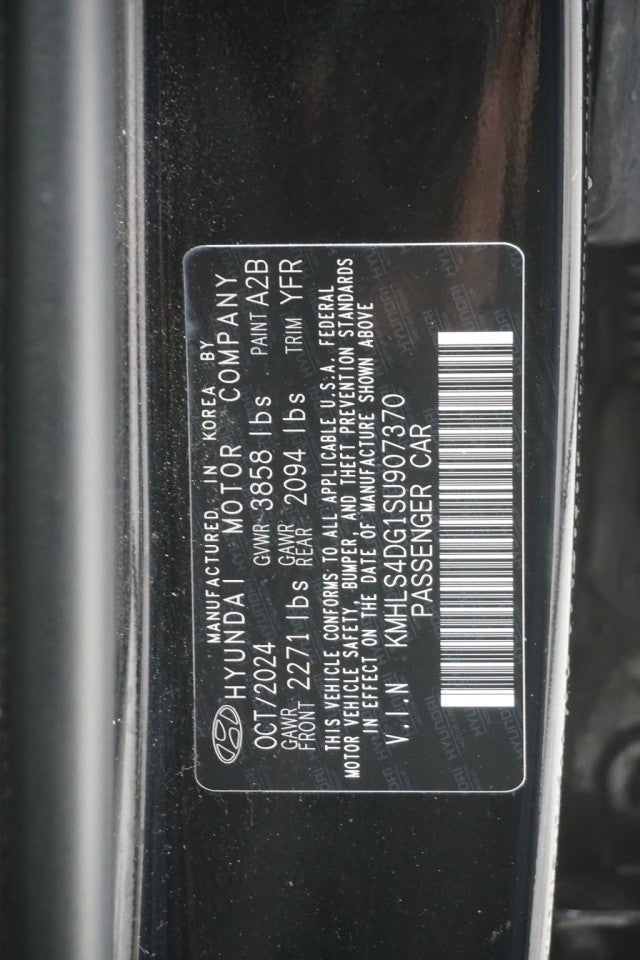 MANUFACTURED IN KOREA BY
HYUNDAI MOTOR COMPANY
OCT/2024 GVWR 3858 lbs PAINT A2B
GAWR FRONT 2271 lbs GAWR REAR 2094 lbs TRIM YFR
THIS VEHICLE CONFORMS TO ALL APPLICABLE U.S.A. FEDERAL
MOTOR VEHICLE SAFETY, BUMPER, AND THEFT PREVENTION STANDARDS
IN EFFECT ON THE DATE OF MANUFACTURE SHOWN ABOVE
V.I.N KMHLS4DG1SU907370
PASSENGER CAR